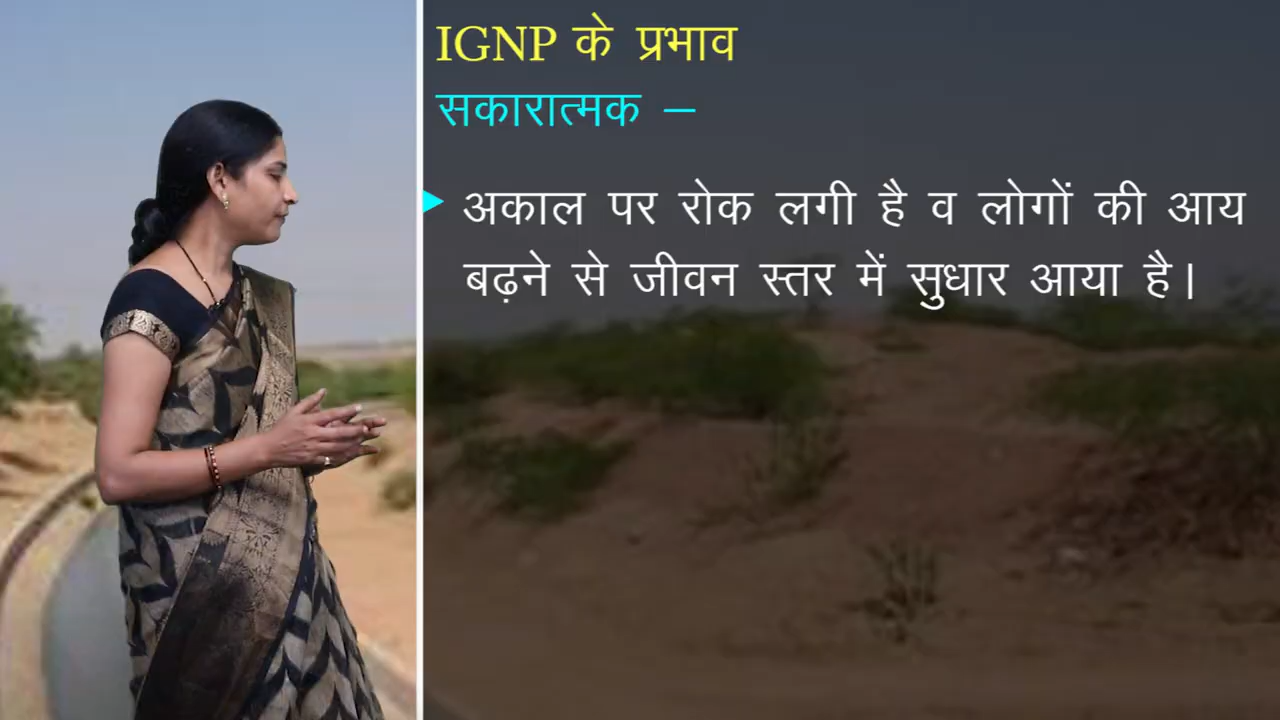 IGNP के प्रभाव
सकारात्मक –
अकाल पर रोक लगी है व लोगों की आय
बढ़ने से जीवन स्तर में सुधार आया है।